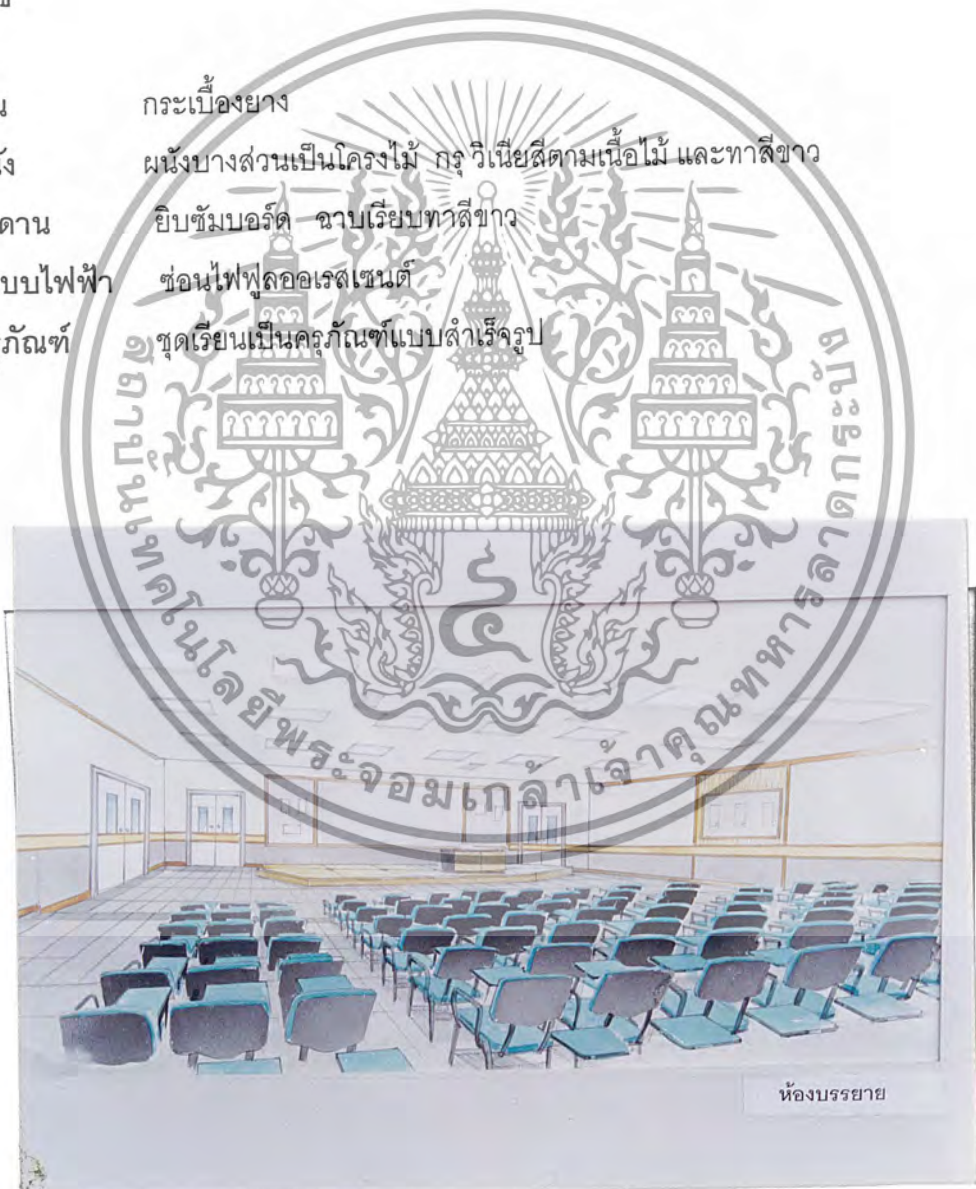 กระเบื้องยาง
ผนังบางส่วนเป็นโครงไม้ กรุ วิเนียสีตามเนื้อไม้ และทาสีขาว
ดาน ยิบซัมบอร์ด ฉาบเรียบทาสีขาว
บบไฟฟ้า ซ่อนไฟฟูลออเรสเซนต์
ภัณฑ์ ชุดเรียนเป็นครุภัณฑ์แบบสำเร็จรูป
สถาบันเทคโนโลยีพระจอมเกล้าเจ้าคุณทหารลาดกระบัง
๔
ห้องบรรยาย